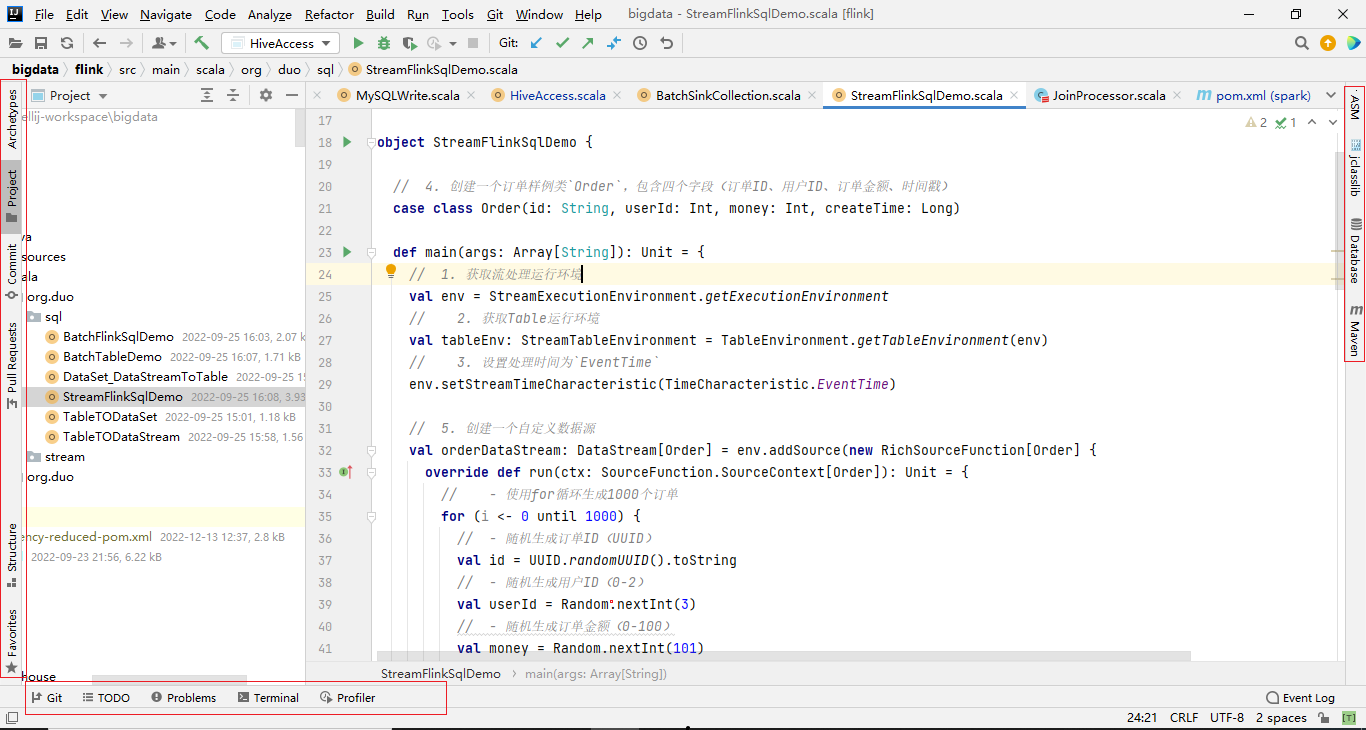 File Edit View Navigate Code Analyze Refactor Build Run Tools Git Window Help bigdata - StreamFlinkSqlDemo.scala [flink]
HiveAccess Git:
bigdata flink src main scala org duo sql StreamFlinkSqlDemo.scala
Project MySQLWrite.scala HiveAccess.scala BatchSinkCollection.scala StreamFlinkSqlDemo.scala JoinProcessor.scala pom.xml (spark)
Archetypes
Project
Commit
Pull Requests
Structure
Favorites
ellij-workspace\bigdata
va
sources
ala
org.duo
sql
BatchFlinkSqlDemo 2022-09-25 16:03, 2.07 k
BatchTableDemo 2022-09-25 16:07, 1.71 kB
DataSet_DataStreamToTable 2022-09-25 15
StreamFlinkSqlDemo 2022-09-25 16:08, 3.93
TableTODataSet 2022-09-25 15:01, 1.18 kB
TableTODataStream 2022-09-25 15:58, 1.56
stream
org.duo
ency-reduced-pom.xml 2022-12-13 12:37, 2.8 kB
2022-09-23 21:56, 6.22 kB
house
2 1
17
18 object StreamFlinkSqlDemo {
19
20 // 4. 创建一个订单样例类`Order`，包含四个字段（订单ID、用户ID、订单金额、时间戳）
21 case class Order(id: String, userId: Int, money: Int, createTime: Long)
22
23 def main(args: Array[String]): Unit = {
24 // 1. 获取流处理运行环境
25 val env = StreamExecutionEnvironment.getExecutionEnvironment
26 // 2. 获取Table运行环境
27 val tableEnv: StreamTableEnvironment = TableEnvironment.getTableEnvironment(env)
28 // 3. 设置处理时间为`EventTime`
29 env.setStreamTimeCharacteristic(TimeCharacteristic.EventTime)
30
31 // 5. 创建一个自定义数据源
32 val orderDataStream: DataStream[Order] = env.addSource(new RichSourceFunction[Order] {
33 override def run(ctx: SourceFunction.SourceContext[Order]): Unit = {
34 // - 使用for循环生成1000个订单
35 for (i <- 0 until 1000) {
36 // - 随机生成订单ID（UUID）
37 val id = UUID.randomUUID().toString
38 // - 随机生成用户ID（0-2）
39 val userId = Random.nextInt(3)
40 // - 随机生成订单金额（0-100）
41 val money = Random.nextInt(101)
StreamFlinkSqlDemo main(args: Array[String])
ASM
jclasslib
Database
Maven
Git TODO Problems Terminal Profiler Event Log
24:21 CRLF UTF-8 2 spaces [T]